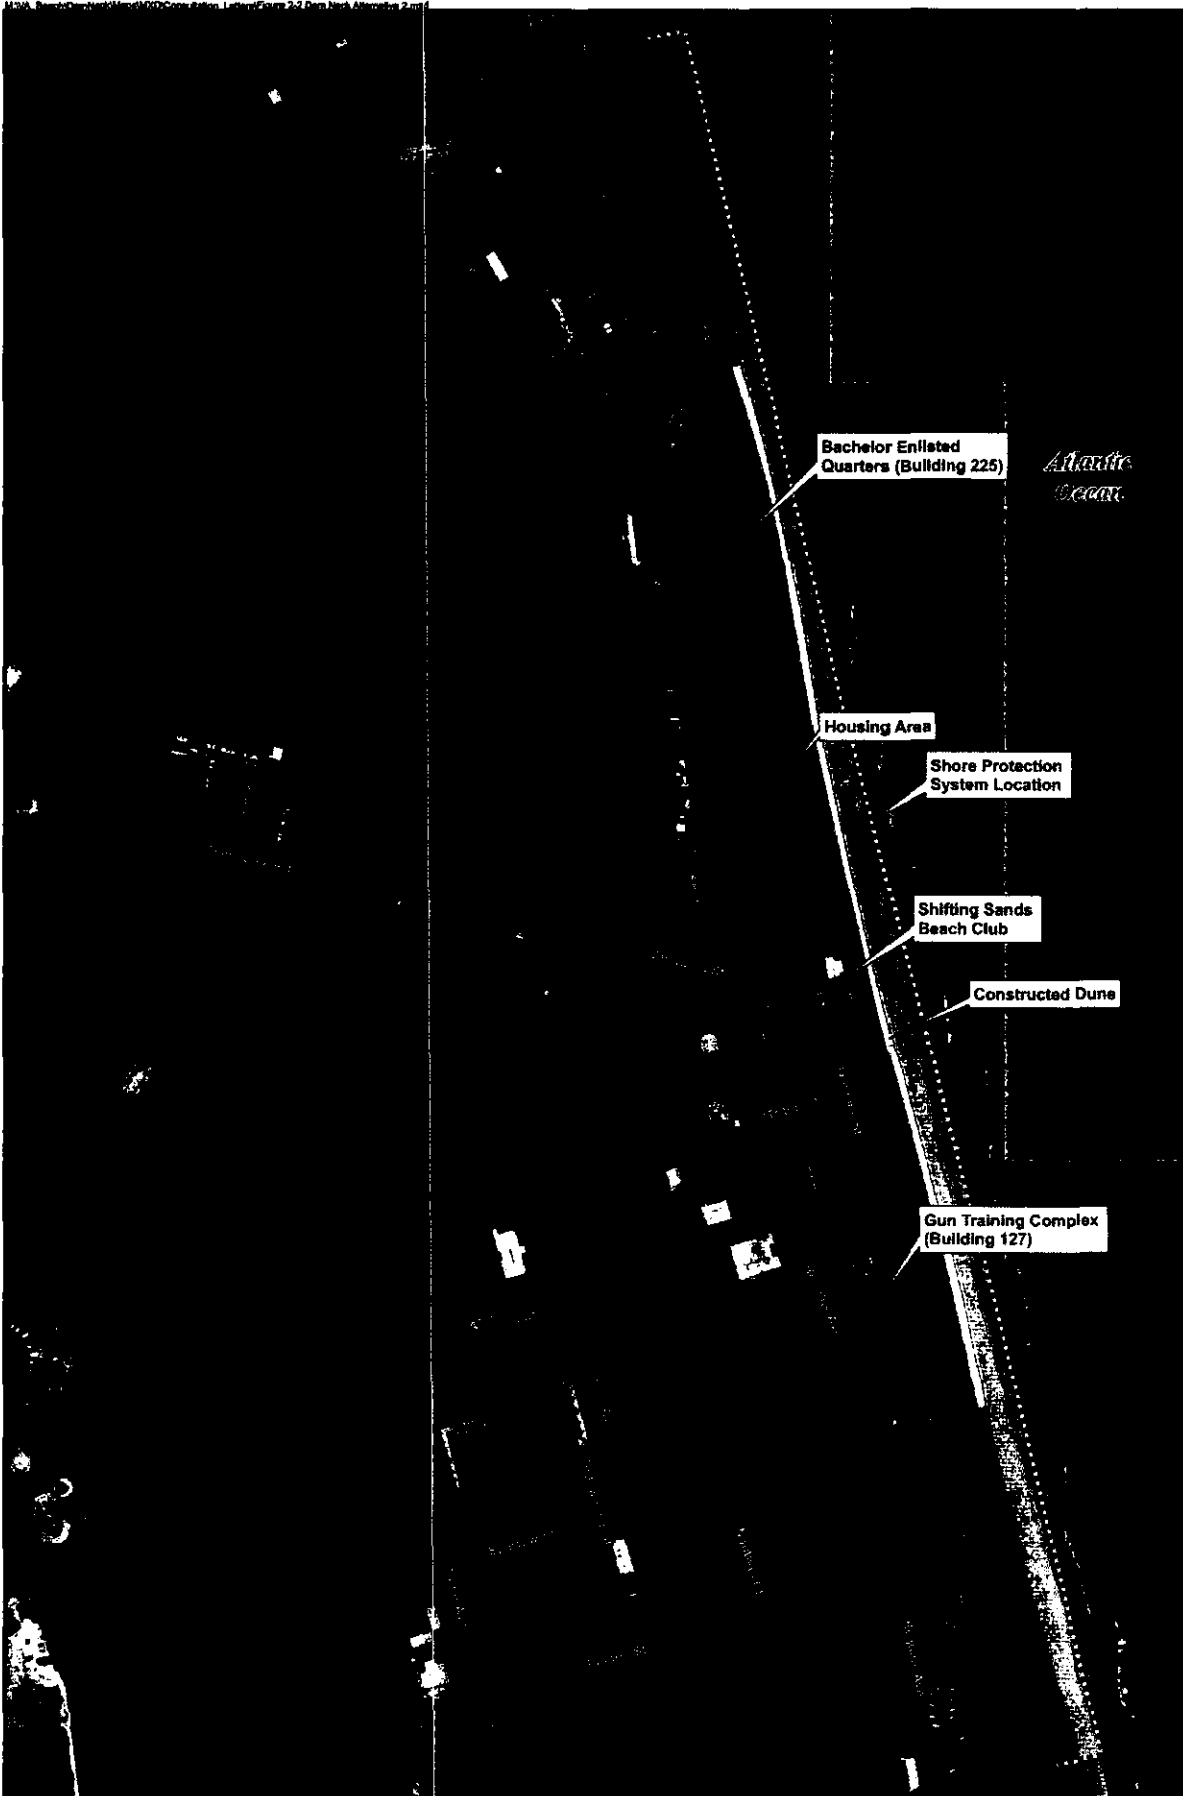 Bachelor Enlisted
Quarters (Building 225)
Atlantic
Ocean
Housing Area
Shore Protection
System Location
Shifting Sands
Beach Club
Constructed Dune
Gun Training Complex
(Building 127)